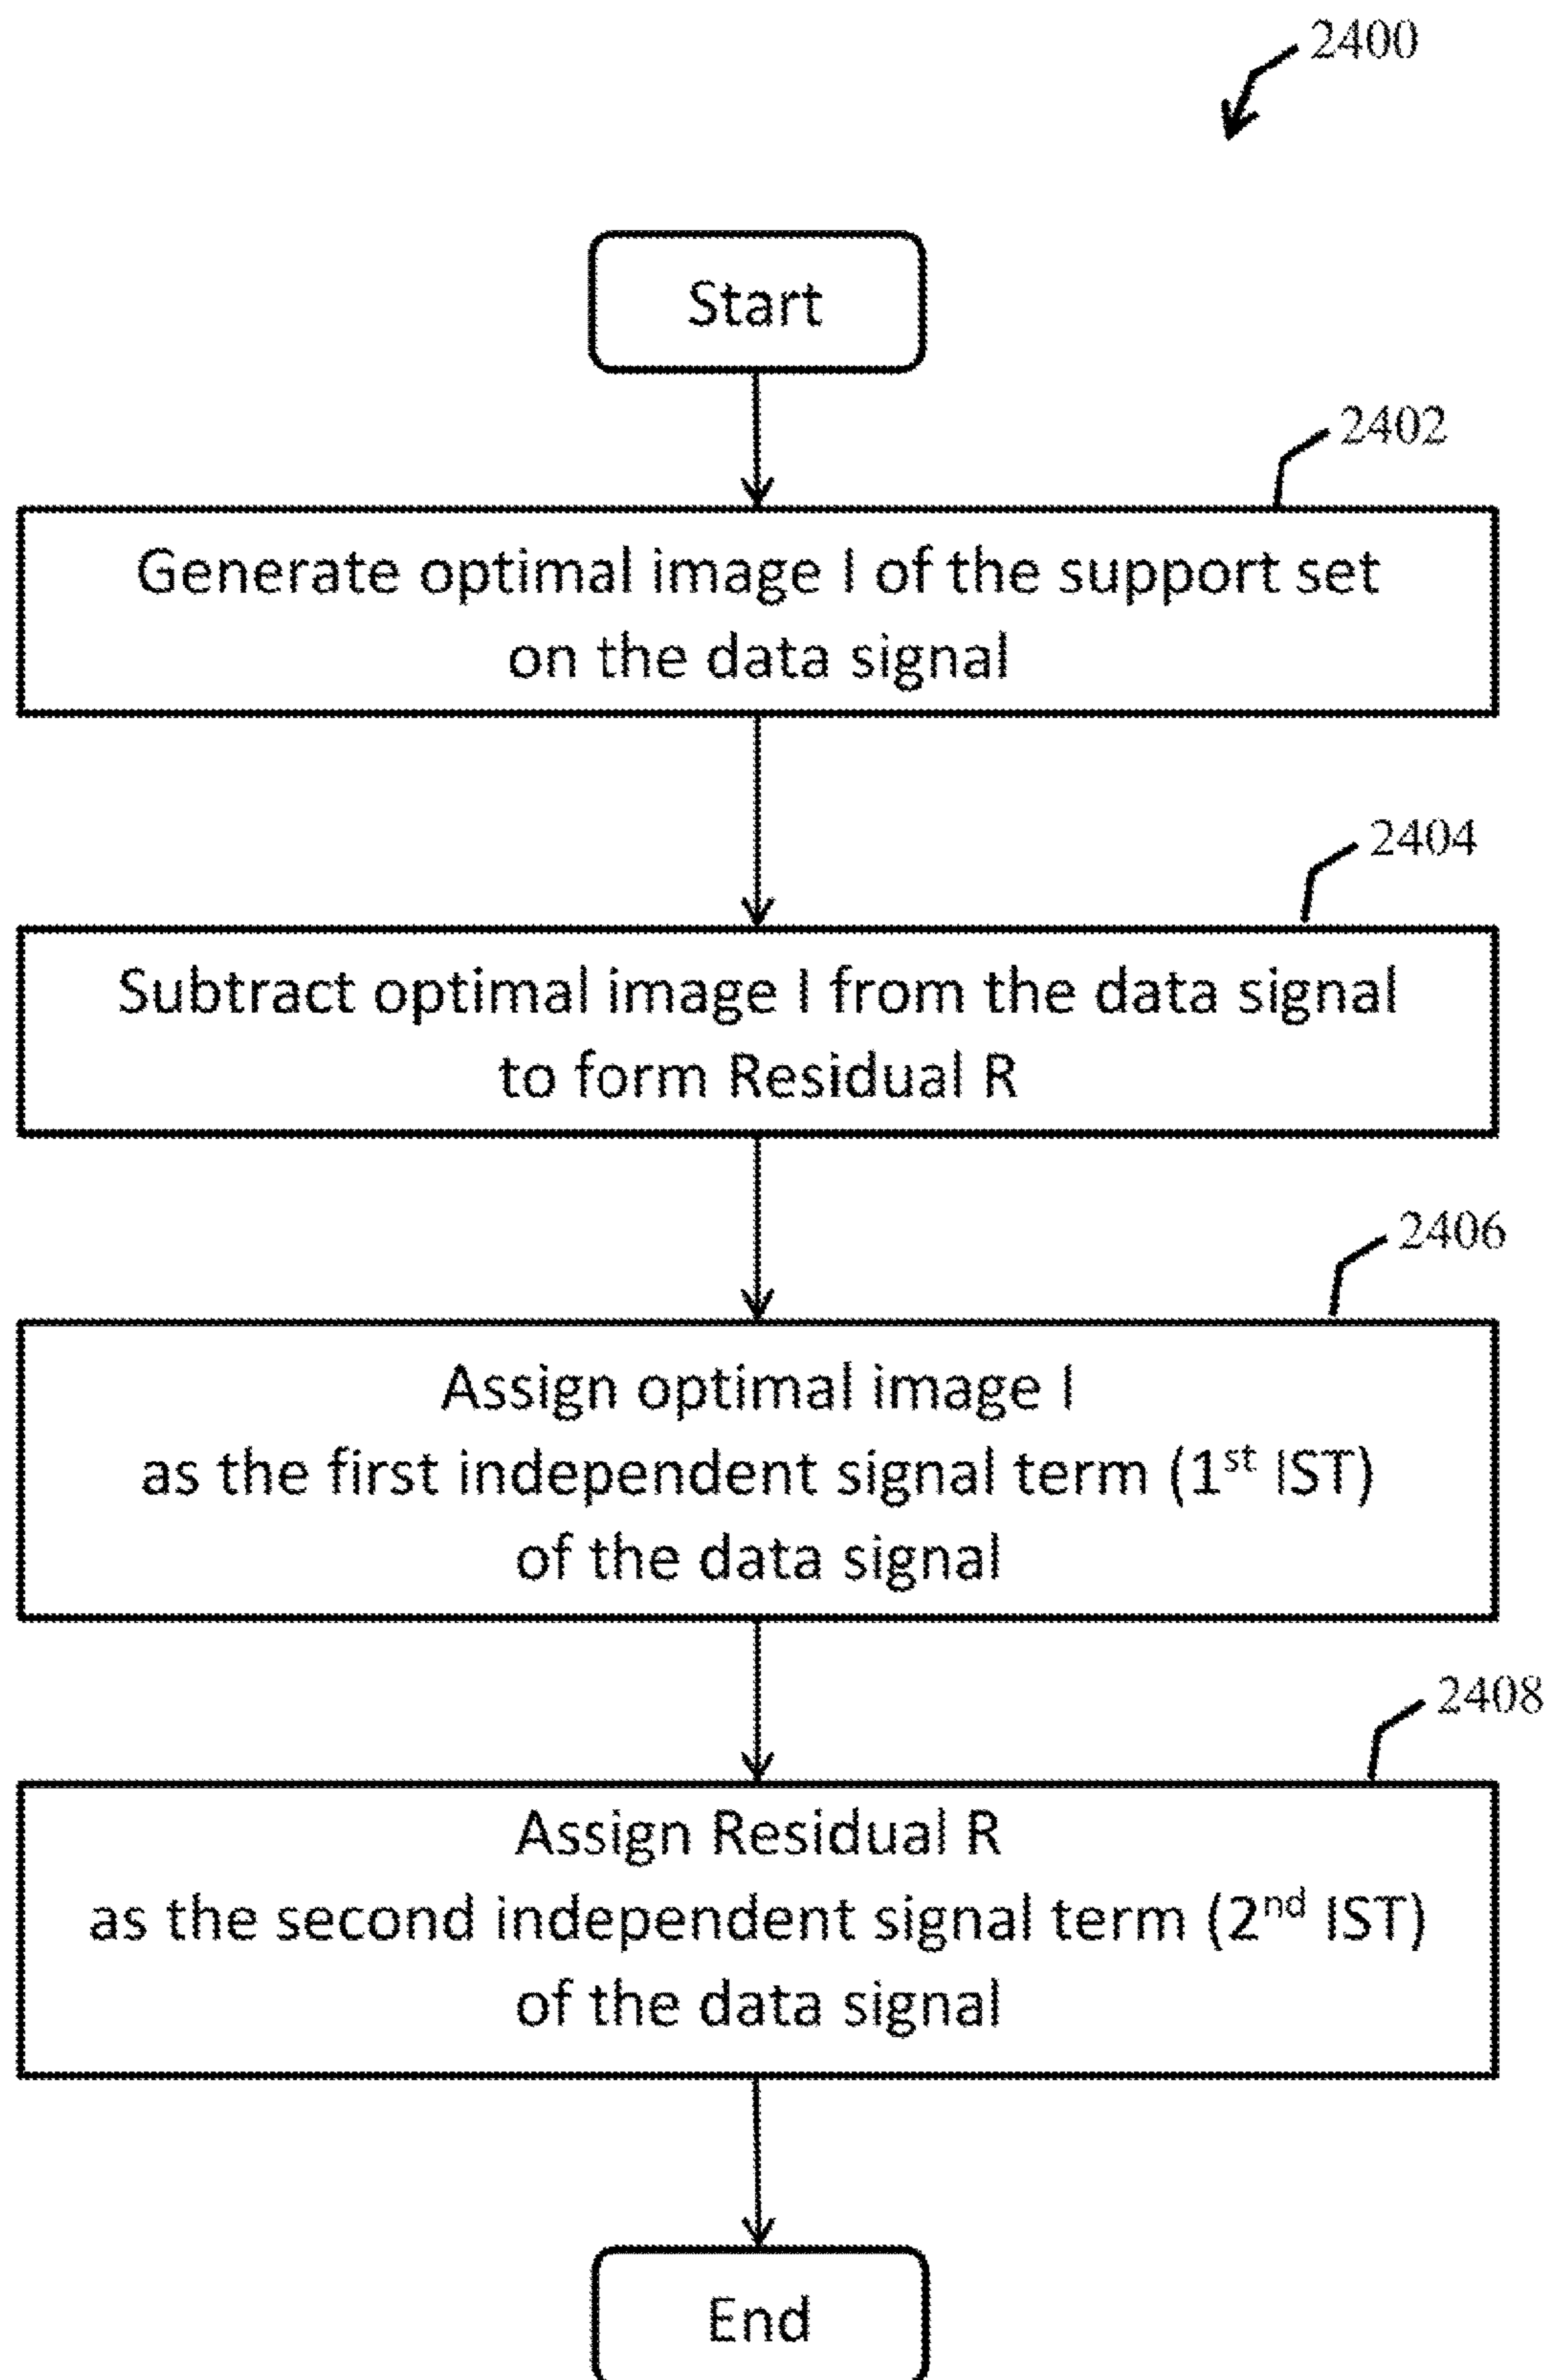 2400
Start
2402
Generate optimal image I of the support set
on the data signal
2404
Subtract optimal image I from the data signal
to form Residual R
2406
Assign optimal image I
as the first independent signal term (1st IST)
of the data signal
2408
Assign Residual R
as the second independent signal term (2nd IST)
of the data signal
End